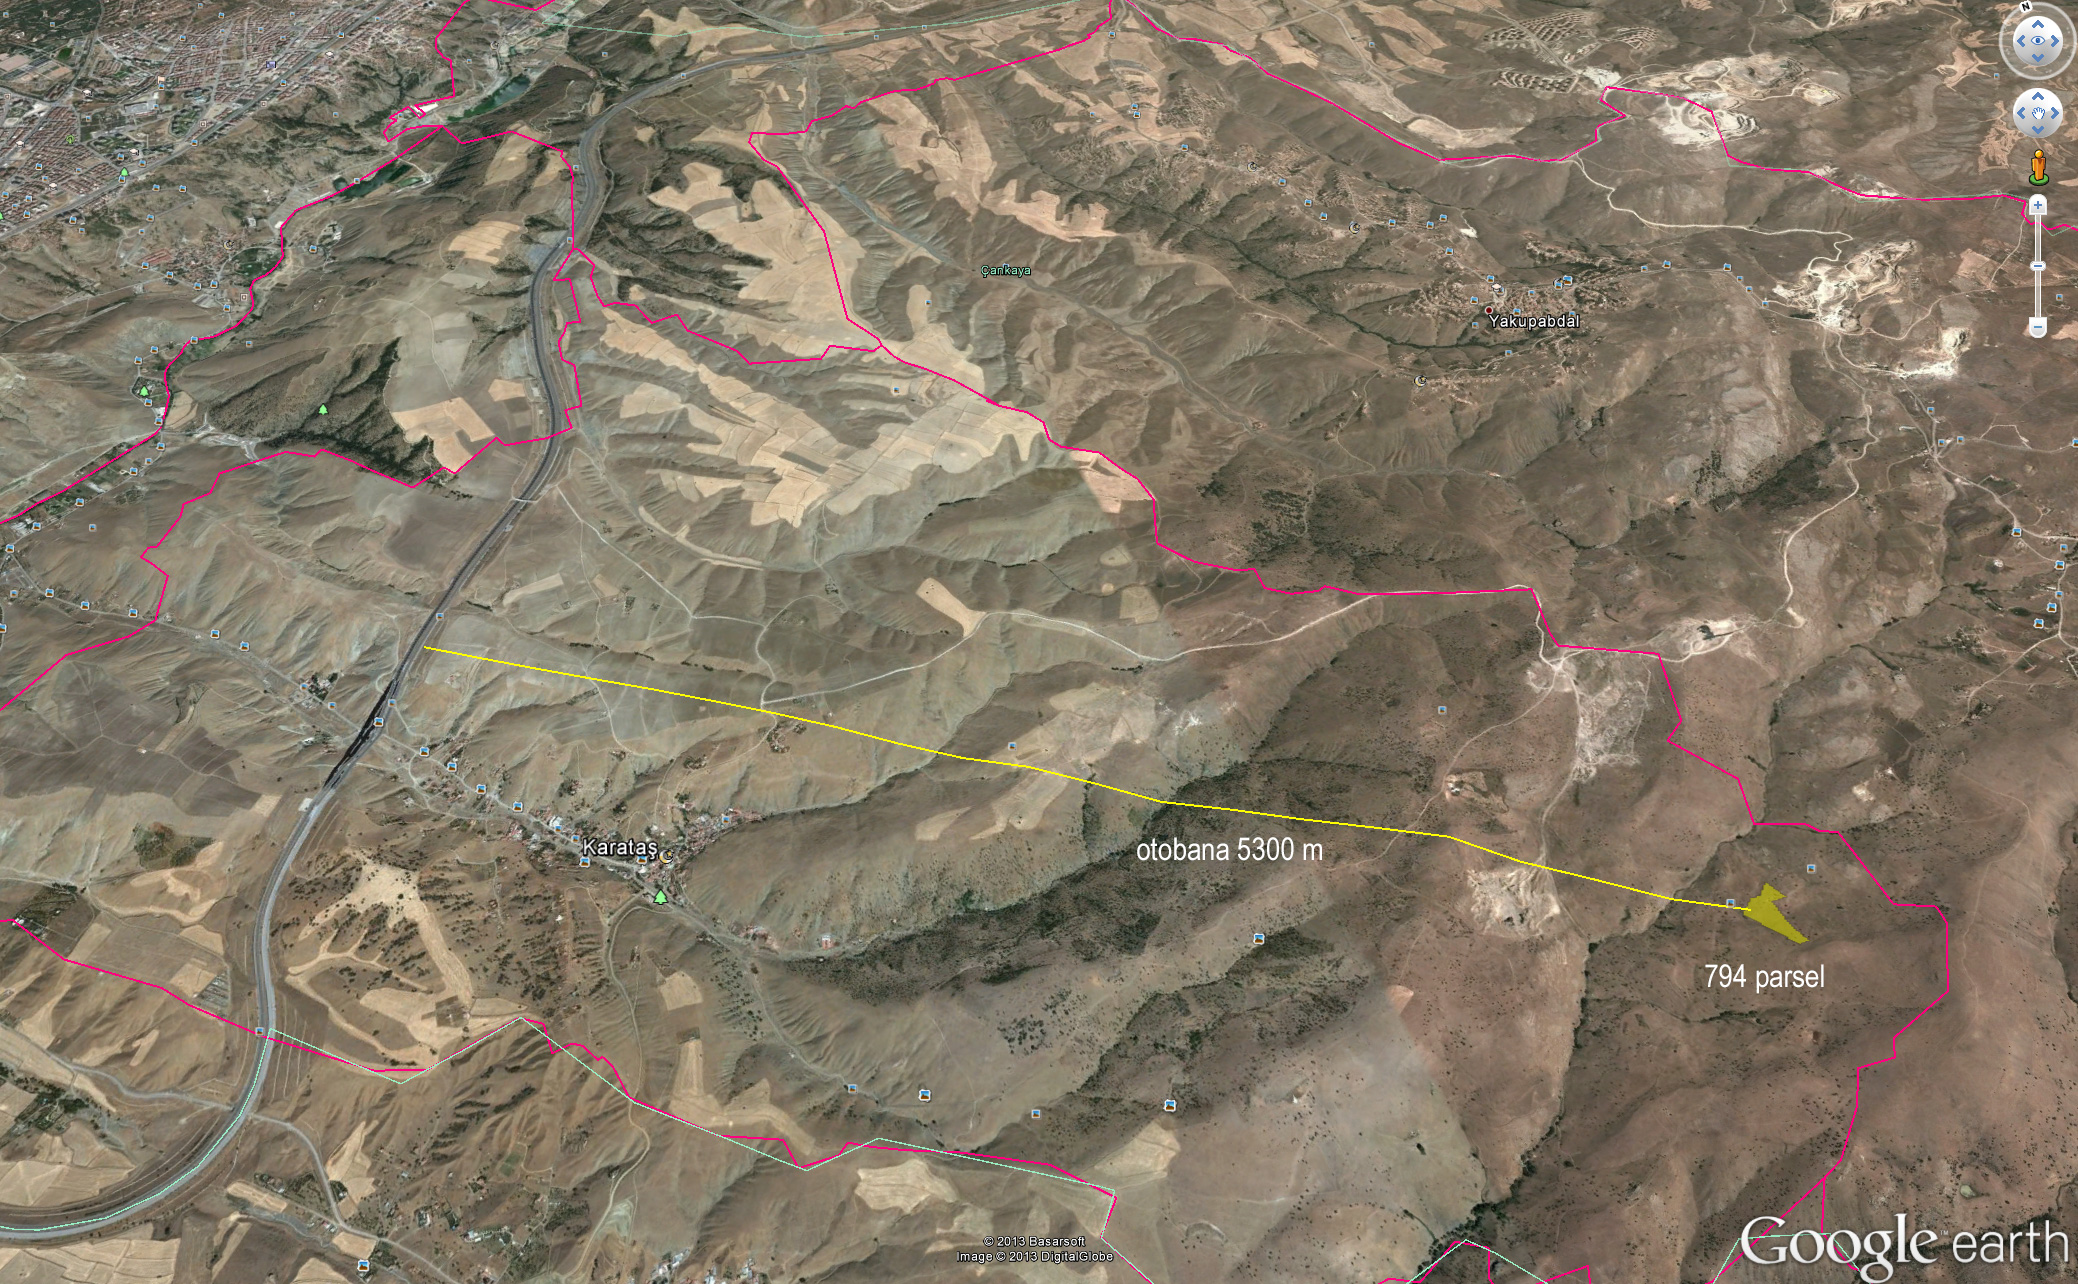 N
Çankaya
Yakupabdal
Karataş
otobana 5300 m
794 parsel
© 2013 Basarsoft
Image © 2013 DigitalGlobe
Google earth